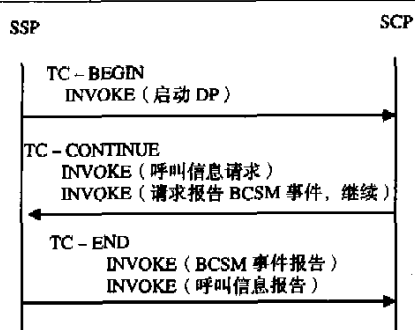 SSP
SCP
TC-BEGIN
INVOKE（启动 DP）
TC-CONTINUE
INVOKE（呼叫信息请求）
INVOKE（请求报告 BCSM 事件，继续）
TC-END
INVOKE（BCSM 事件报告）
INVOKE（呼叫信息报告）